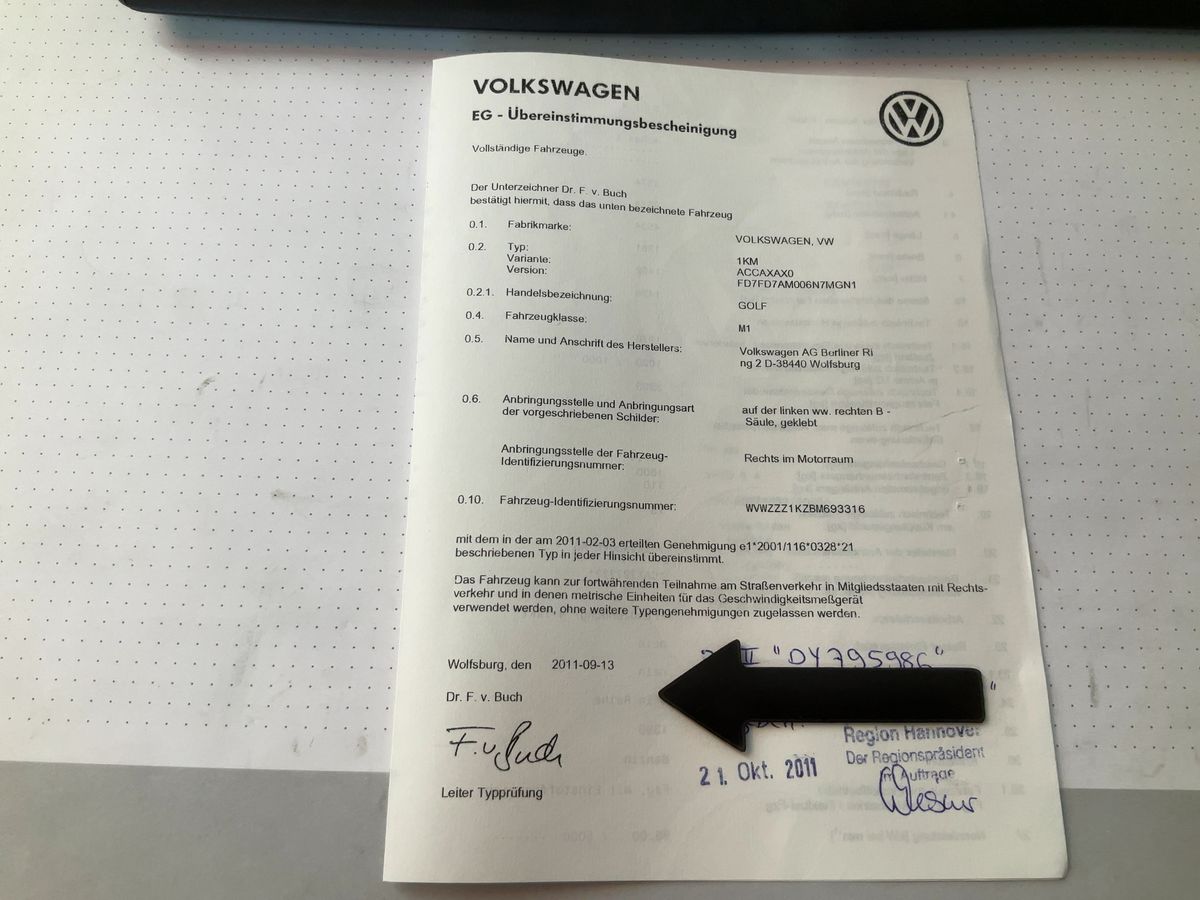 VOLKSWAGEN
EG - Übereinstimmungsbescheinigung
Vollständige Fahrzeuge.
Der Unterzeichner Dr. F. v. Buch
bestätigt hiermit, dass das unten bezeichnete Fahrzeug
0.1. Fabrikmarke: VOLKSWAGEN, VW
0.2. Typ: 1KM
Variante: ACCAXAX0
Version: FD7FD7AM006N7MGN1
0.2.1. Handelsbezeichnung: GOLF
0.4. Fahrzeugklasse: M1
0.5. Name und Anschrift des Herstellers: Volkswagen AG Berliner Ri
ng 2 D-38440 Wolfsburg
0.6. Anbringungsstelle und Anbringungsart auf der linken ww. rechten B -
der vorgeschriebenen Schilder: Säule, geklebt
Anbringungsstelle der Fahrzeug-
Identifizierungsnummer: Rechts im Motorraum
0.10. Fahrzeug-Identifizierungsnummer: WVWZZZ1KZBM693316
mit dem in der am 2011-02-03 erteilten Genehmigung e1*2001/116*0328*21
beschriebenen Typ in jeder Hinsicht übereinstimmt.
Das Fahrzeug kann zur fortwährenden Teilnahme am Straßenverkehr in Mitgliedsstaaten mit Rechts-
verkehr und in denen metrische Einheiten für das Geschwindigkeitsmeßgerät
verwendet werden, ohne weitere Typengenehmigungen zugelassen werden.
II "DY795986"
Wolfsburg, den 2011-09-13
Dr. F. v. Buch
F. v. Buch
Leiter Typprüfung
Region Hannover
Der Regionspräsident
Im Auftrage
21. Okt. 2011